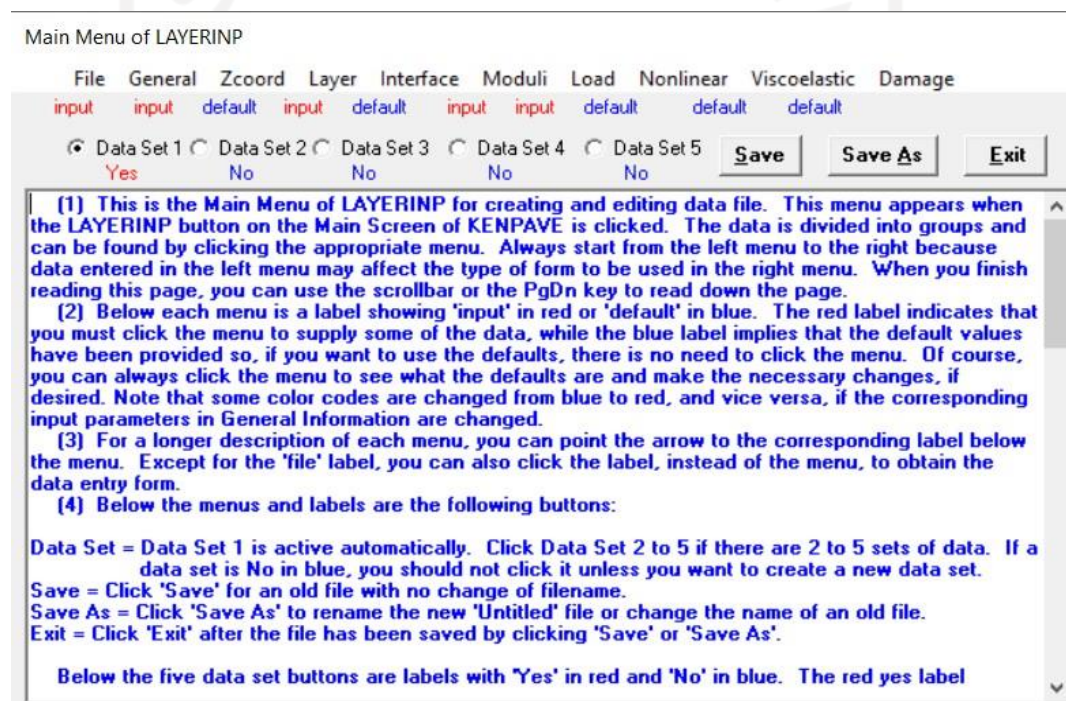 Main Menu of LAYERINP
File General Zcoord Layer Interface Moduli Load Nonlinear Viscoelastic Damage
input input default input default input input default default default
Data Set 1 Data Set 2 Data Set 3 Data Set 4 Data Set 5 Save Save As Exit
Yes No No No No
(1) This is the Main Menu of LAYERINP for creating and editing data file. This menu appears when
the LAYERINP button on the Main Screen of KENPAVE is clicked. The data is divided into groups and
can be found by clicking the appropriate menu. Always start from the left menu to the right because
data entered in the left menu may affect the type of form to be used in the right menu. When you finish
reading this page, you can use the scrollbar or the PgDn key to read down the page.
(2) Below each menu is a label showing 'input' in red or 'default' in blue. The red label indicates that
you must click the menu to supply some of the data, while the blue label implies that the default values
have been provided so, if you want to use the defaults, there is no need to click the menu. Of course,
you can always click the menu to see what the defaults are and make the necessary changes, if
desired. Note that some color codes are changed from blue to red, and vice versa, if the corresponding
input parameters in General Information are changed.
(3) For a longer description of each menu, you can point the arrow to the corresponding label below
the menu. Except for the 'file' label, you can also click the label, instead of the menu, to obtain the
data entry form.
(4) Below the menus and labels are the following buttons:
Data Set = Data Set 1 is active automatically. Click Data Set 2 to 5 if there are 2 to 5 sets of data. If a
data set is No in blue, you should not click it unless you want to create a new data set.
Save = Click 'Save' for an old file with no change of filename.
Save As = Click 'Save As' to rename the new 'Untitled' file or change the name of an old file.
Exit = Click 'Exit' after the file has been saved by clicking 'Save' or 'Save As'.
Below the five data set buttons are labels with 'Yes' in red and 'No' in blue. The red yes label